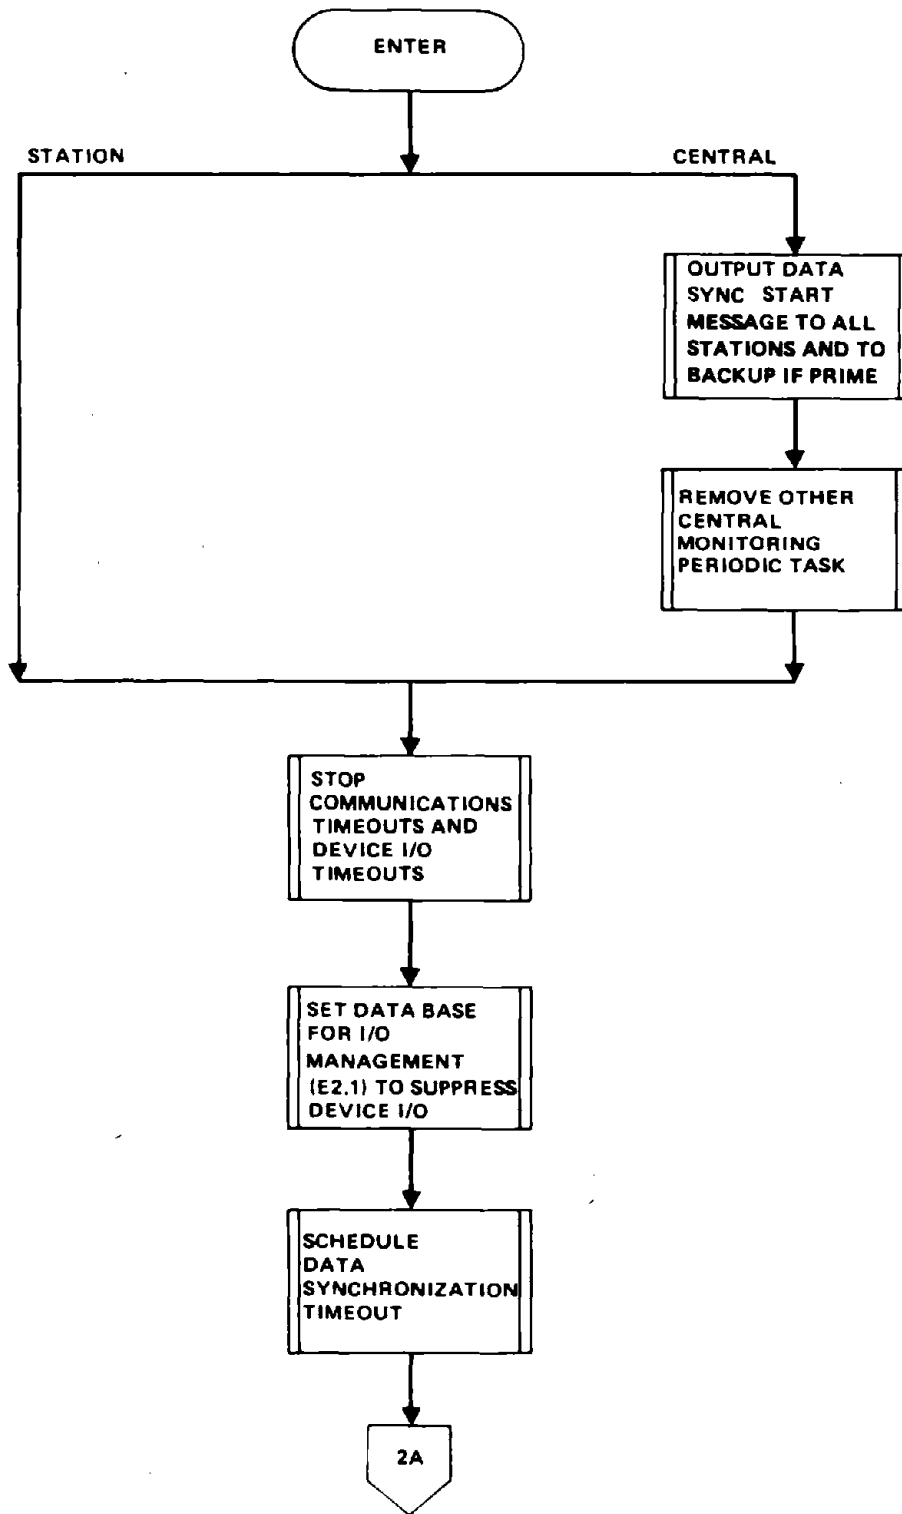 ENTER
STATION
CENTRAL
OUTPUT DATA
SYNC START
MESSAGE TO ALL
STATIONS AND TO
BACKUP IF PRIME
REMOVE OTHER
CENTRAL
MONITORING
PERIODIC TASK
STOP
COMMUNICATIONS
TIMEOUTS AND
DEVICE I/O
TIMEOUTS
SET DATA BASE
FOR I/O
MANAGEMENT
(E2.1) TO SUPPRESS
DEVICE I/O
SCHEDULE
DATA
SYNCHRONIZATION
TIMEOUT
2A